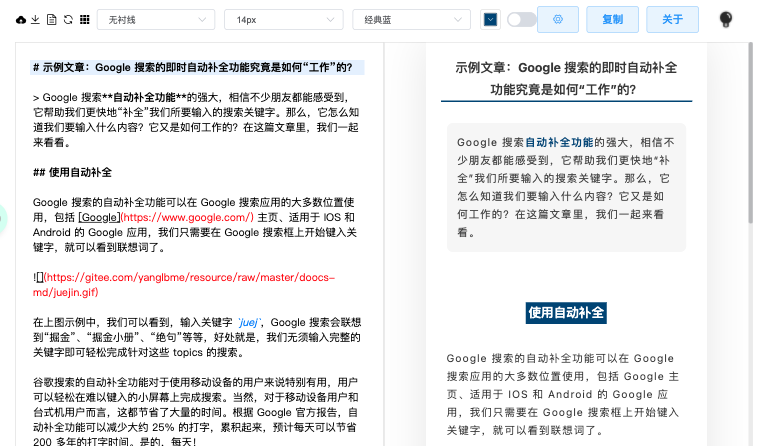 无衬线
14px
经典蓝
复制
关于
# 示例文章：Google 搜索的即时自动补全功能究竟是如何“工作”的？
> Google 搜索**自动补全功能**的强大，相信不少朋友都能感受到，
它帮助我们更快地“补全”我们所要输入的搜索关键字。那么，它怎么知
道我们要输入什么内容？它又是如何工作的？在这篇文章里，我们一起
来看看。
## 使用自动补全
Google 搜索的自动补全功能可以在 Google 搜索应用的大多数位置使
用，包括 [Google](https://www.google.com/) 主页、适用于 IOS 和
Android 的 Google 应用，我们只需要在 Google 搜索框上开始键入关
键字，就可以看到联想词了。
![](https://gitee.com/yanglbme/resource/raw/master/doocs-
md/juejin.gif)
在上图示例中，我们可以看到，输入关键字 `juej`，Google 搜索会联想
到“掘金”、“掘金小册”、“绝句”等等，好处就是，我们无须输入完整的
关键字即可轻松完成针对这些 topics 的搜索。
谷歌搜索的自动补全功能对于使用移动设备的用户来说特别有用，用户
可以轻松在难以键入的小屏幕上完成搜索。当然，对于移动设备用户和
台式机用户而言，这都节省了大量的时间。根据 Google 官方报告，自
动补全功能可以减少大约 25% 的打字，累积起来，预计每天可以节省
200 多年的打字时间。是的，每天！
示例文章：Google 搜索的即时自动补全
功能究竟是如何“工作”的？
Google 搜索自动补全功能的强大，相信不
少朋友都能感受到，它帮助我们更快地“补
全”我们所要输入的搜索关键字。那么，它
怎么知道我们要输入什么内容？它又是如
何工作的？在这篇文章里，我们一起来看
看。
使用自动补全
Google 搜索的自动补全功能可以在 Google
搜索应用的大多数位置使用，包括 Google 主
页、适用于 IOS 和 Android 的 Google 应
用，我们只需要在 Google 搜索框上开始键入
关键字，就可以看到联想词了。